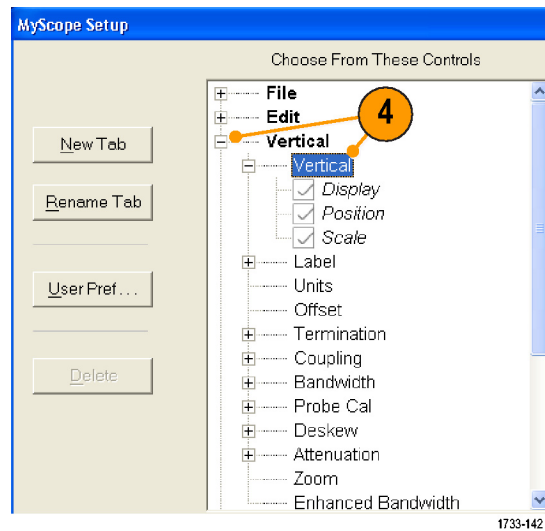 MyScope Setup
Choose From These Controls
File
Edit
4
Vertical
Vertical
Display
Position
Scale
Label
Units
Offset
Termination
Coupling
Bandwidth
Probe Cal
Deskew
Attenuation
Zoom
Enhanced Bandwidth
New Tab
Rename Tab
User Pref...
Delete
1733-142